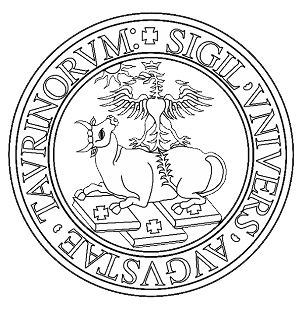 ✠ SIGIL · VNIVERS · AVGVSTAE · TAVRINORVM: